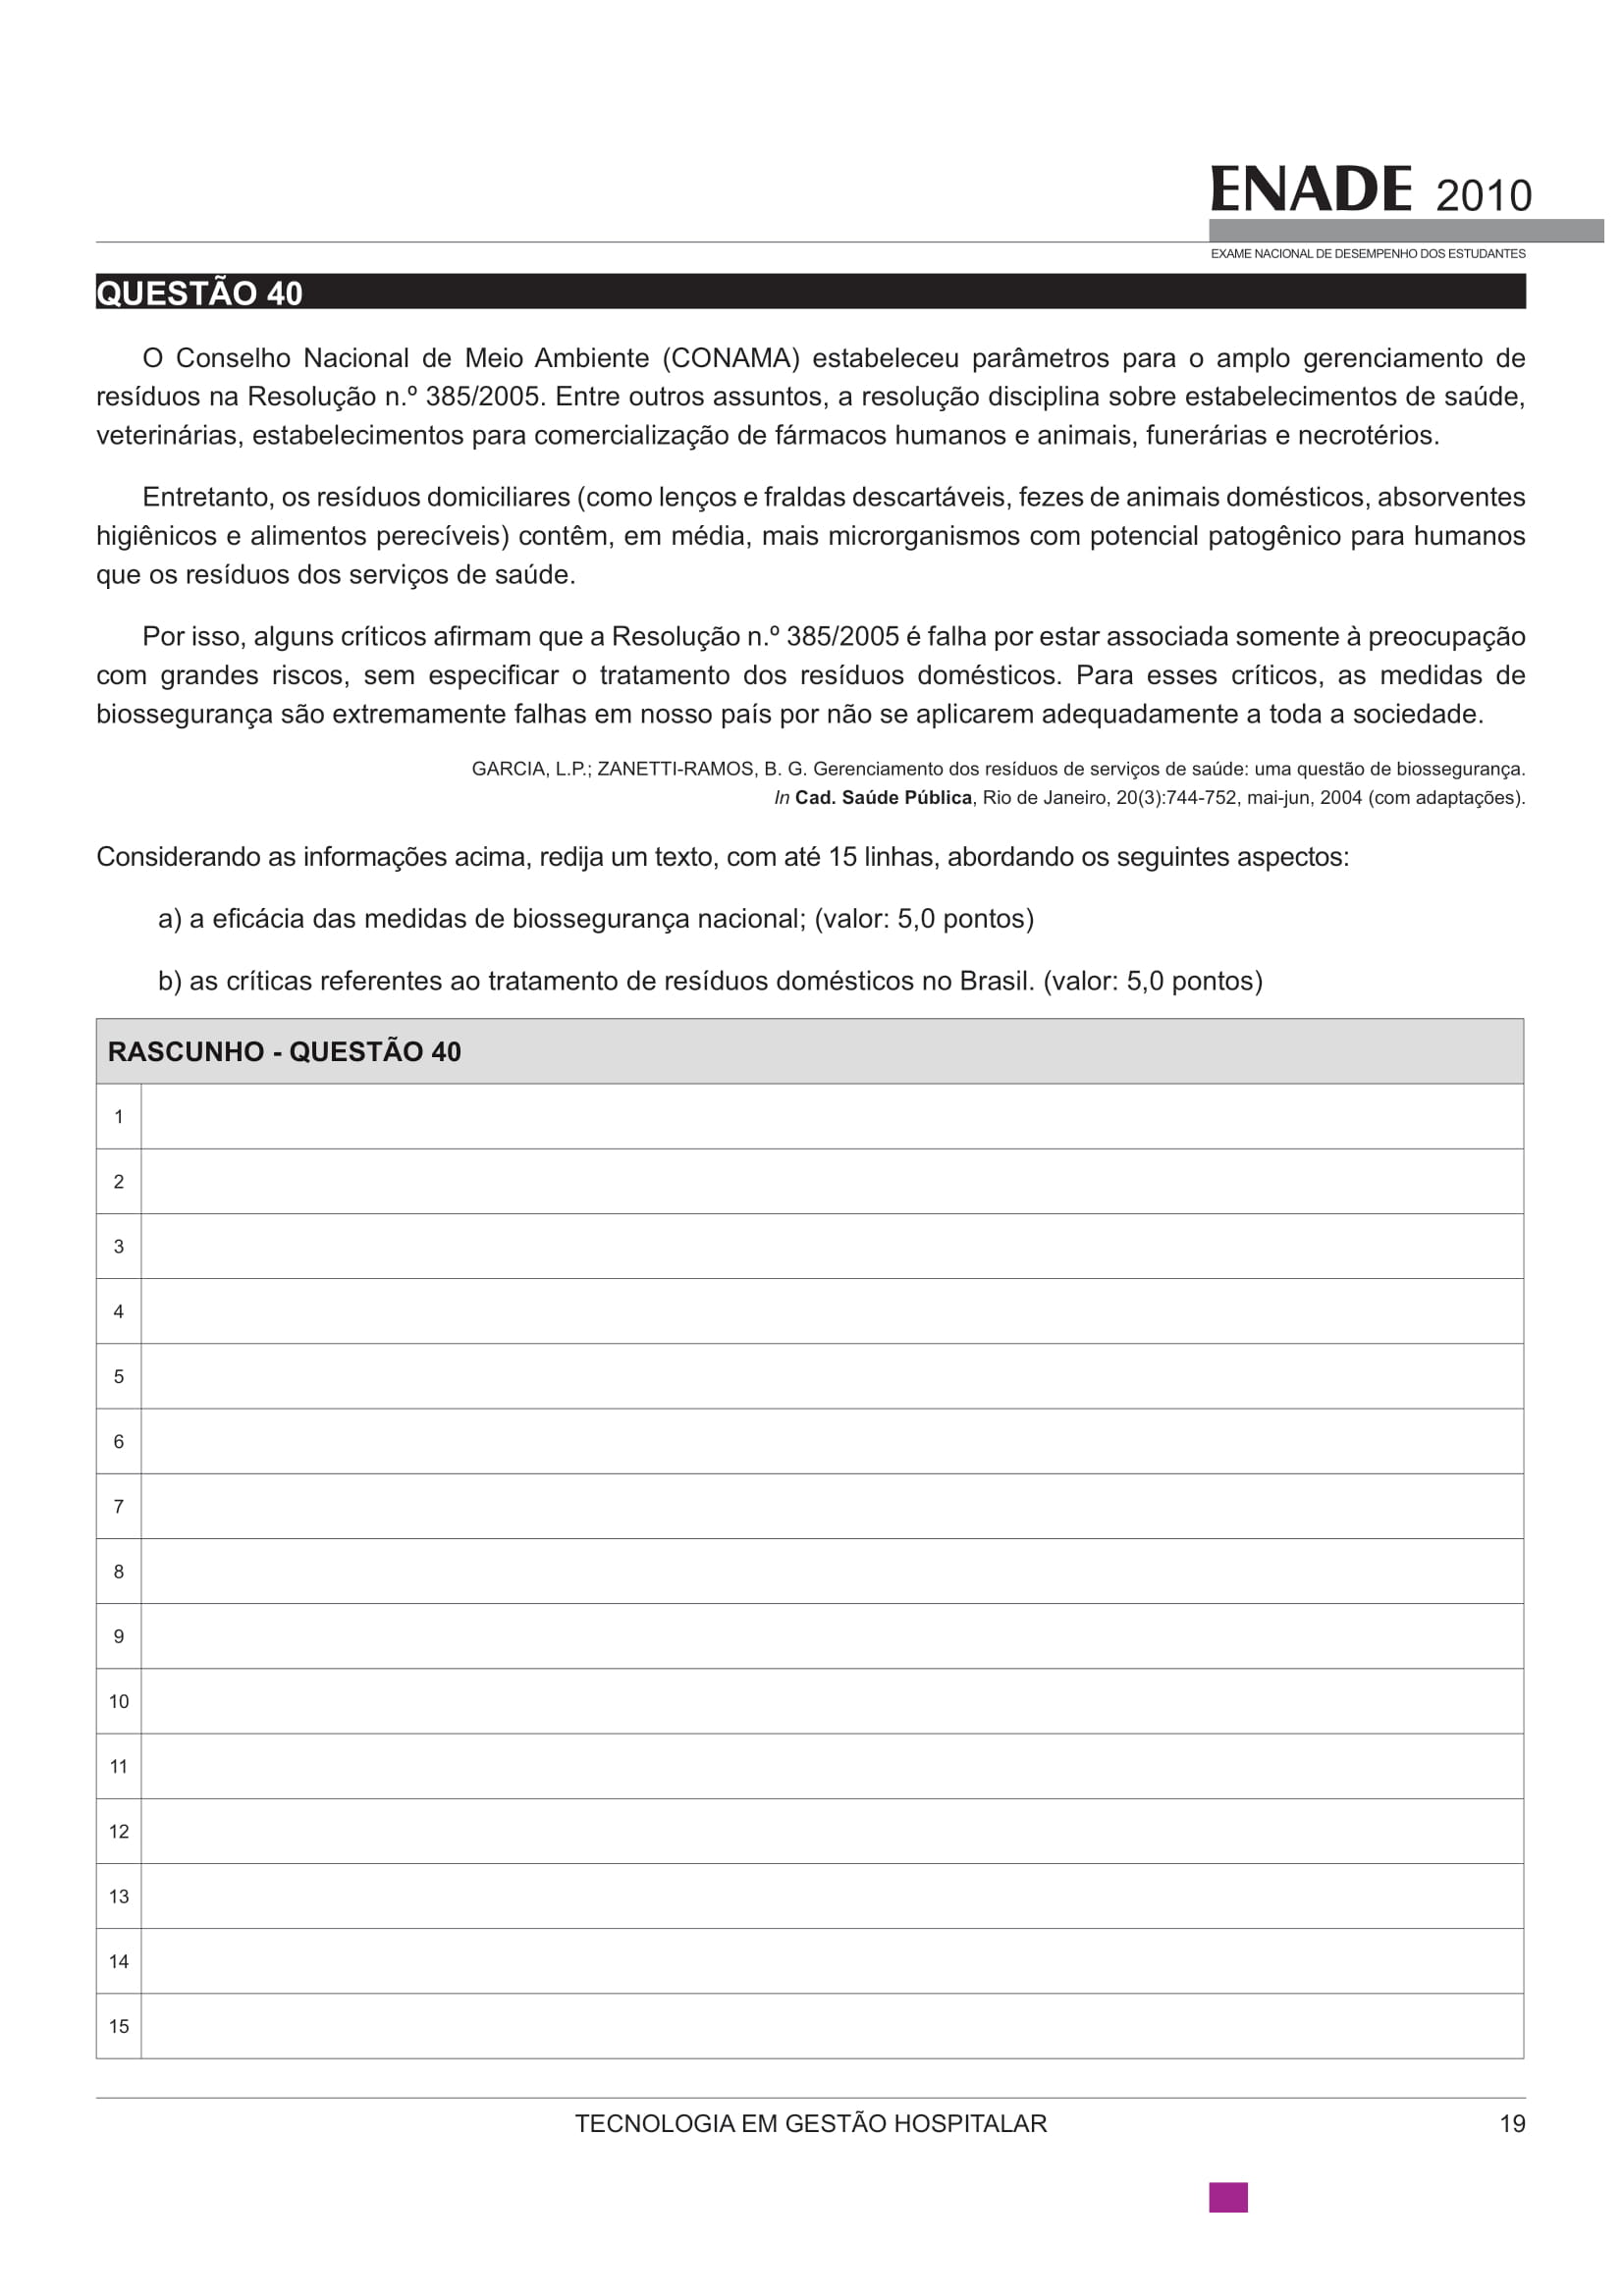 ENADE 2010
EXAME NACIONAL DE DESEMPENHO DOS ESTUDANTES
QUESTÃO 40
O Conselho Nacional de Meio Ambiente (CONAMA) estabeleceu parâmetros para o amplo gerenciamento de
resíduos na Resolução n.º 385/2005. Entre outros assuntos, a resolução disciplina sobre estabelecimentos de saúde,
veterinárias, estabelecimentos para comercialização de fármacos humanos e animais, funerárias e necrotérios.
Entretanto, os resíduos domiciliares (como lenços e fraldas descartáveis, fezes de animais domésticos, absorventes
higiênicos e alimentos perecíveis) contêm, em média, mais microrganismos com potencial patogênico para humanos
que os resíduos dos serviços de saúde.
Por isso, alguns críticos afirmam que a Resolução n.º 385/2005 é falha por estar associada somente à preocupação
com grandes riscos, sem especificar o tratamento dos resíduos domésticos. Para esses críticos, as medidas de
biossegurança são extremamente falhas em nosso país por não se aplicarem adequadamente a toda a sociedade.
GARCIA, L.P.; ZANETTI-RAMOS, B. G. Gerenciamento dos resíduos de serviços de saúde: uma questão de biossegurança.
In Cad. Saúde Pública, Rio de Janeiro, 20(3):744-752, mai-jun, 2004 (com adaptações).
Considerando as informações acima, redija um texto, com até 15 linhas, abordando os seguintes aspectos:
a) a eficácia das medidas de biossegurança nacional; (valor: 5,0 pontos)
b) as críticas referentes ao tratamento de resíduos domésticos no Brasil. (valor: 5,0 pontos)
RASCUNHO - QUESTÃO 40
1
2
3
4
5
6
7
8
9
10
11
12
13
14
15
TECNOLOGIA EM GESTÃO HOSPITALAR
19